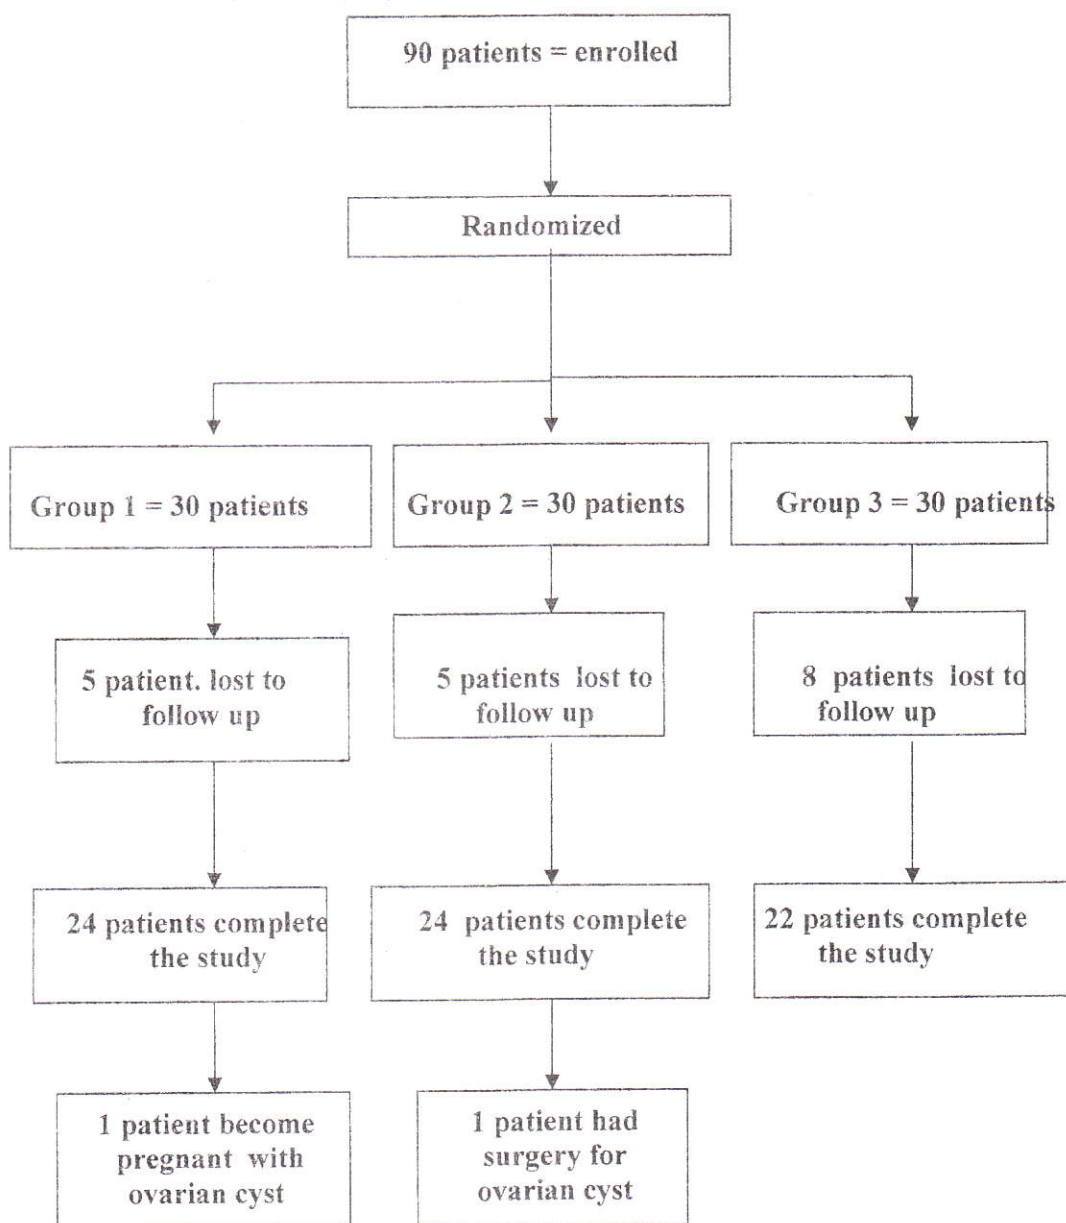 90 patients = enrolled
Randomized
Group 1 = 30 patients
Group 2 = 30 patients
Group 3 = 30 patients
5 patient. lost to
follow up
5 patients lost to
follow up
8 patients lost to
follow up
24 patients complete
the study
24 patients complete
the study
22 patients complete
the study
1 patient become
pregnant with
ovarian cyst
1 patient had
surgery for
ovarian cyst